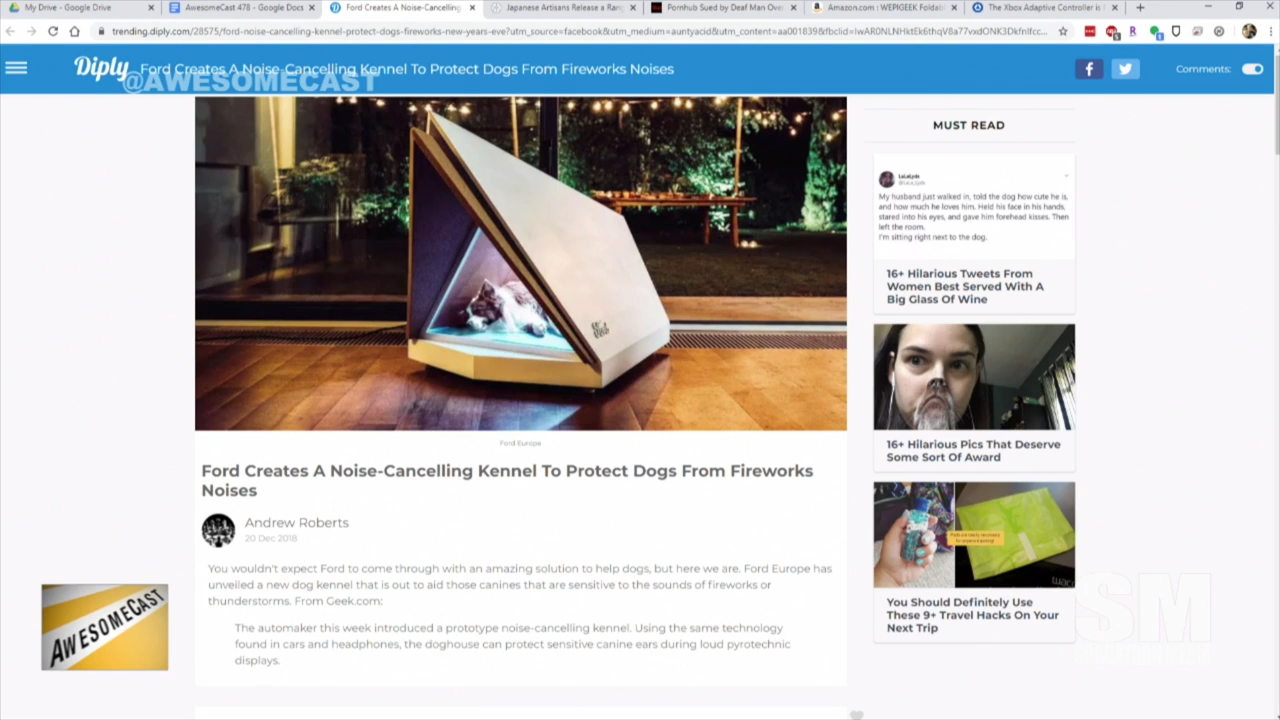 My Drive - Google Drive
AwesomeCast 478 - Google Docs
Ford Creates A Noise-Cancelling
Japanese Artisans Release a Ran
Pornhub Sued by Deaf Man Over
Amazon.com : WEPIGEEK Foldabl
The Xbox Adaptive Controller is
Diply
Ford Creates A Noise-Cancelling Kennel To Protect Dogs From Fireworks Noises
@AWESOMECAST
Comments:
MUST READ
My husband just walked in, told the dog how cute he is,
and how much he loves him. Held his face in his hands,
stared into his eyes, and gave him forehead kisses. Then
left the room.
I'm sitting right next to the dog.
16+ Hilarious Tweets From
Women Best Served With A
Big Glass Of Wine
16+ Hilarious Pics That Deserve
Some Sort Of Award
You Should Definitely Use
These 9+ Travel Hacks On Your
Next Trip
Ford Europe
Ford Creates A Noise-Cancelling Kennel To Protect Dogs From Fireworks
Noises
Andrew Roberts
20 Dec 2018
You wouldn't expect Ford to come through with an amazing solution to help dogs, but here we are. Ford Europe has
unveiled a new dog kennel that is out to aid those canines that are sensitive to the sounds of fireworks or
thunderstorms. From Geek.com:
The automaker this week introduced a prototype noise-cancelling kennel. Using the same technology
found in cars and headphones, the doghouse can protect sensitive canine ears during loud pyrotechnic
displays.
AWESOMECAST
SM